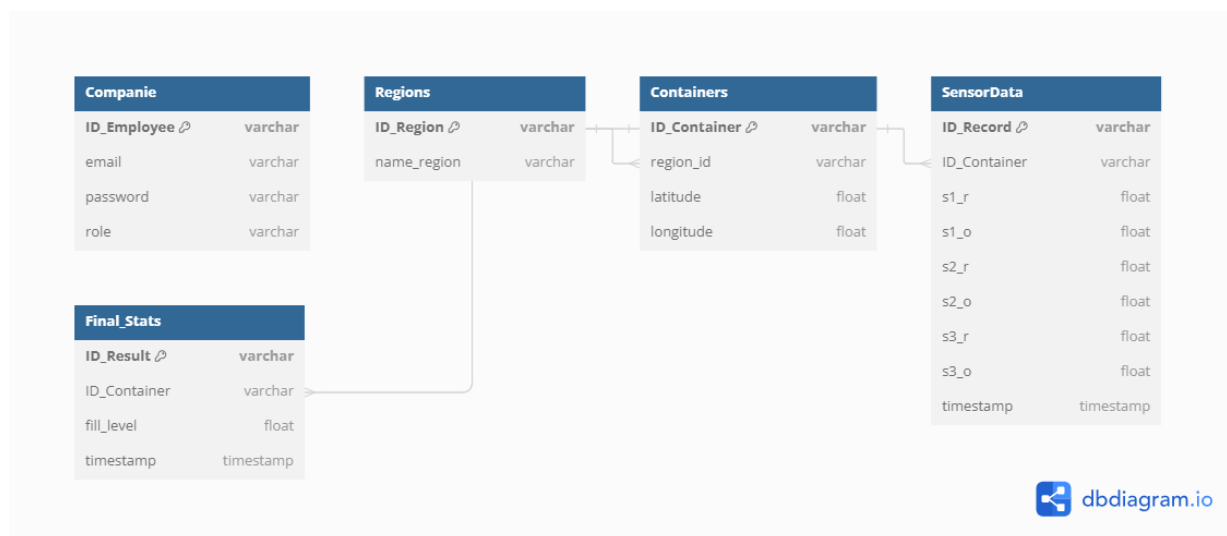 Companie
ID_Employee varchar
email varchar
password varchar
role varchar
Regions
ID_Region varchar
name_region varchar
Containers
ID_Container varchar
region_id varchar
latitude float
longitude float
SensorData
ID_Record varchar
ID_Container varchar
s1_r float
s1_o float
s2_r float
s2_o float
s3_r float
s3_o float
timestamp timestamp
Final_Stats
ID_Result varchar
ID_Container varchar
fill_level float
timestamp timestamp
dbdiagram.io